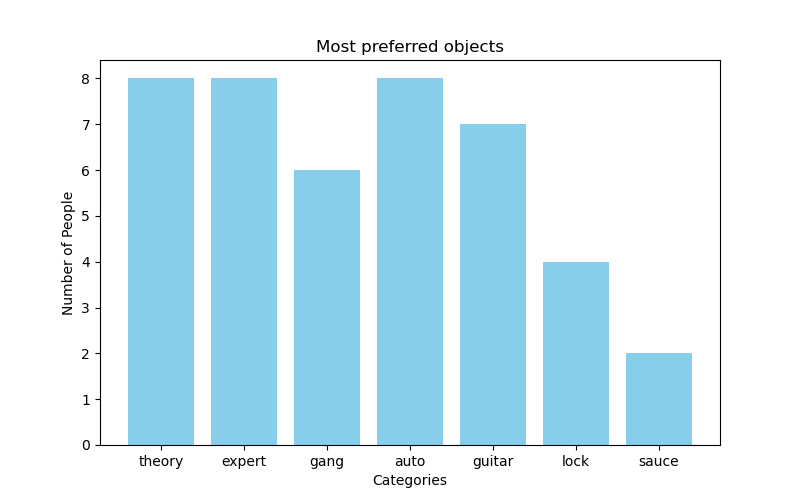 Most preferred objects
Number of People
8
7
6
5
4
3
2
1
0
theory expert gang auto guitar lock sauce
Categories